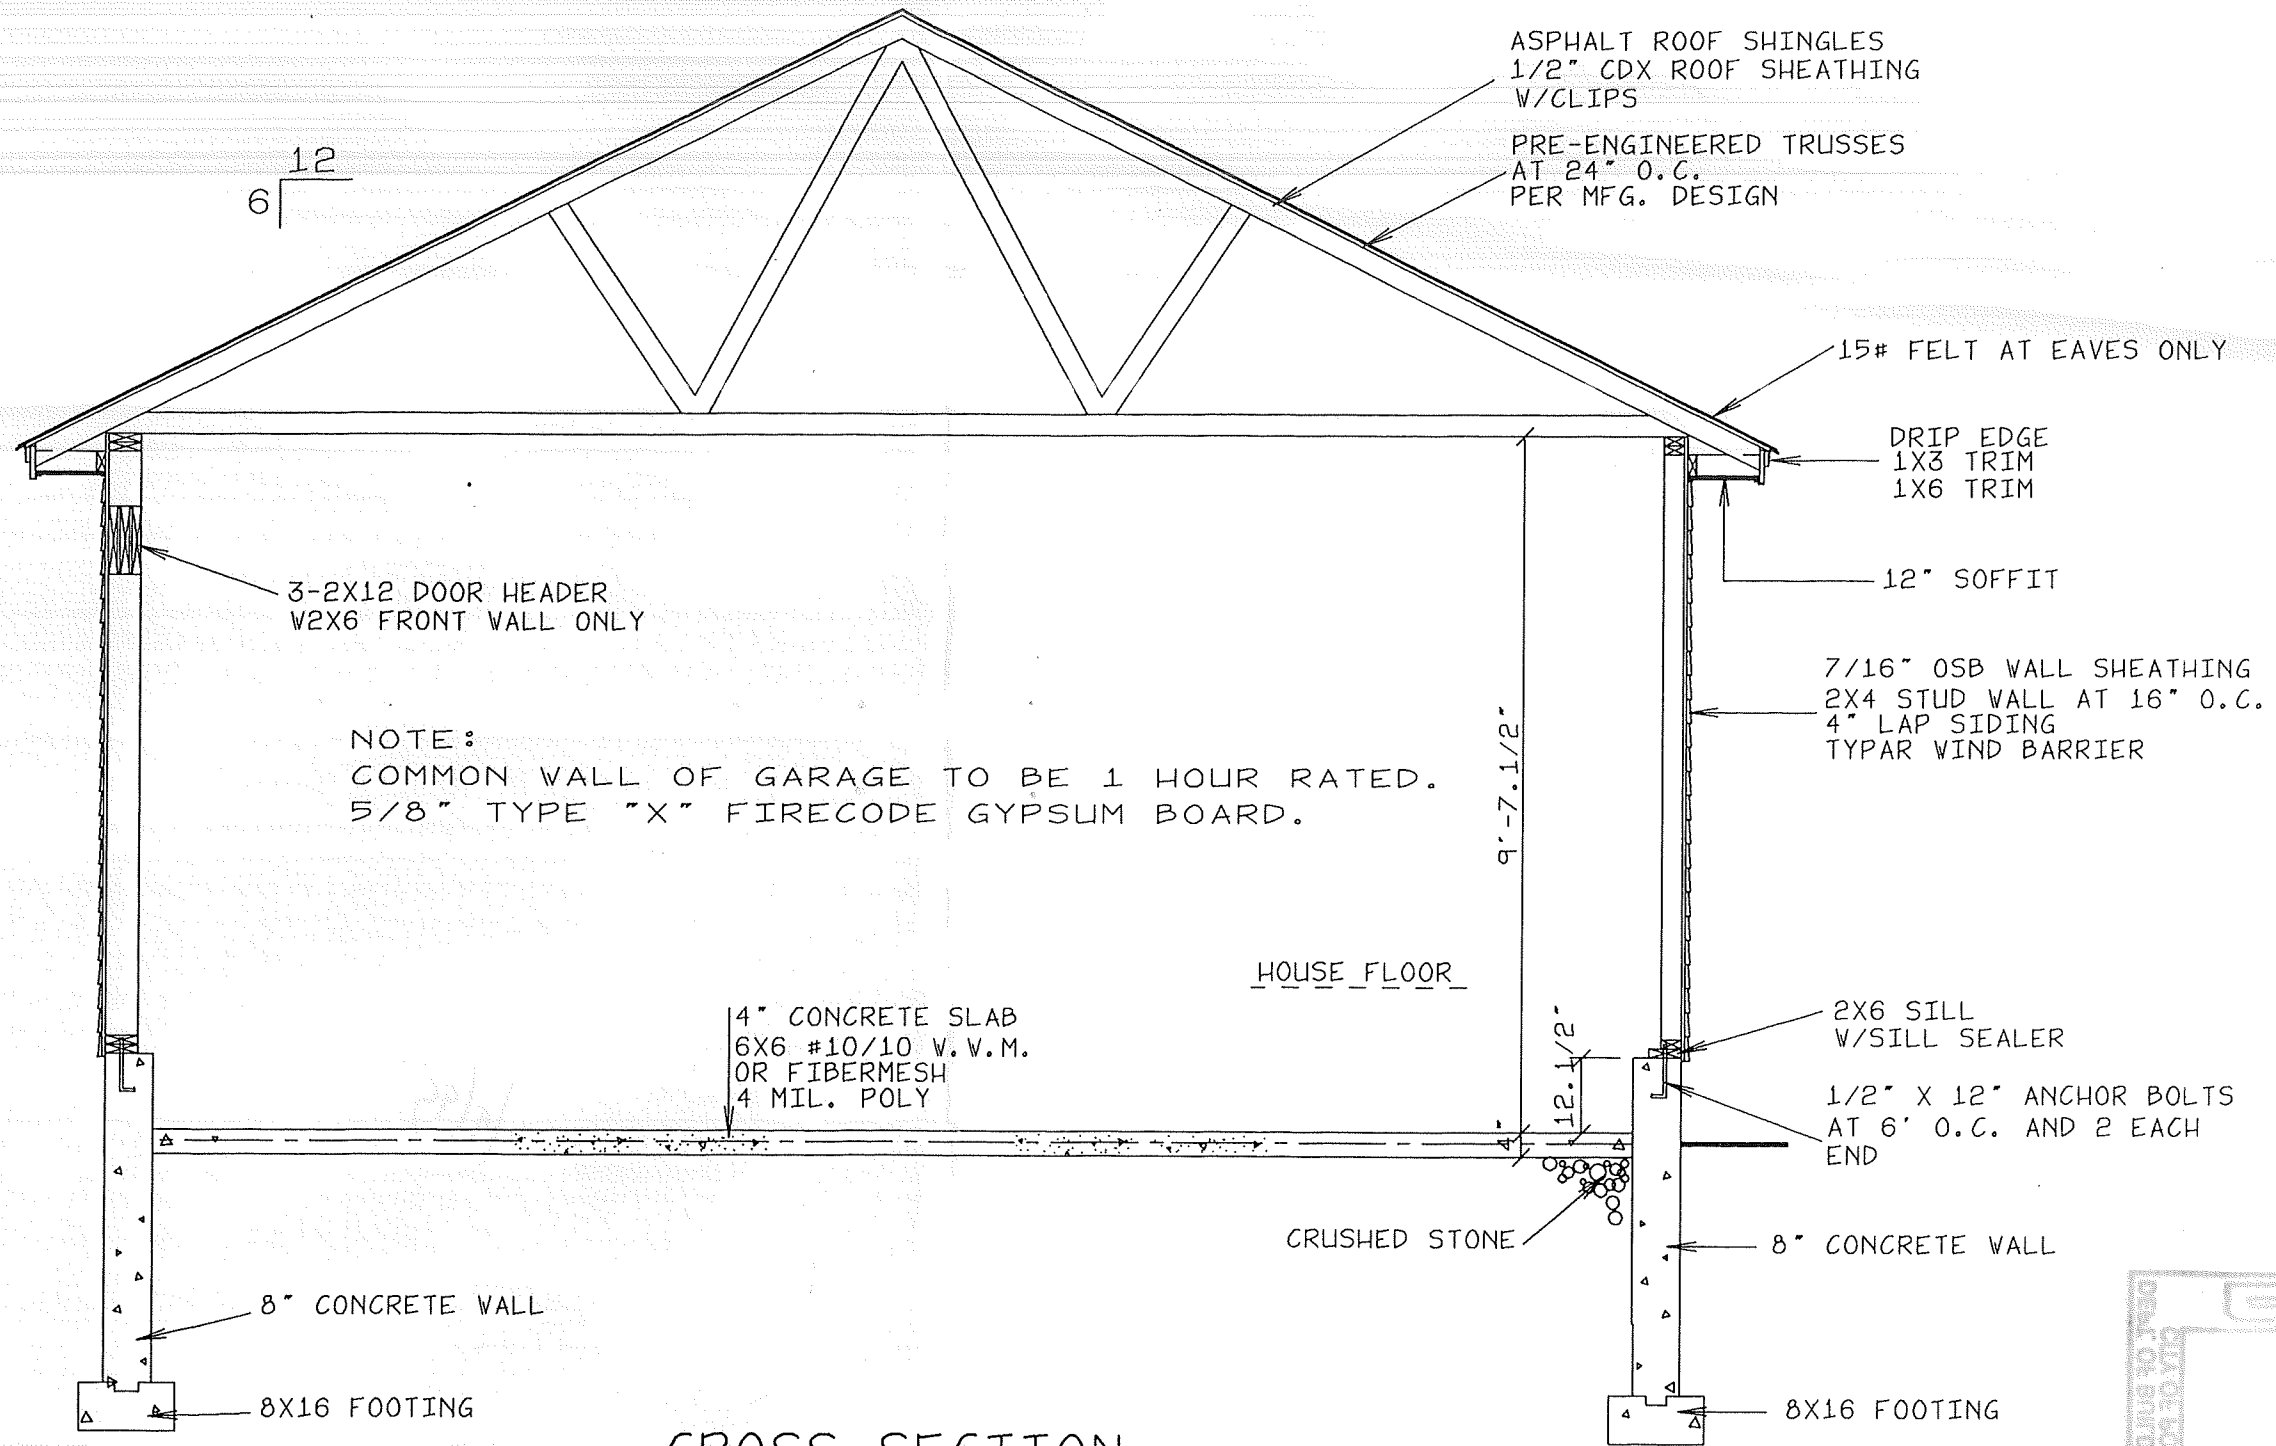 ASPHALT ROOF SHINGLES
1/2" CDX ROOF SHEATHING
W/CLIPS
PRE-ENGINEERED TRUSSES
AT 24" O.C.
PER MFG. DESIGN
12
6
15# FELT AT EAVES ONLY
DRIP EDGE
1X3 TRIM
1X6 TRIM
12" SOFFIT
3-2X12 DOOR HEADER
W2X6 FRONT WALL ONLY
7/16" OSB WALL SHEATHING
2X4 STUD WALL AT 16" O.C.
4" LAP SIDING
TYPAR WIND BARRIER
NOTE:
COMMON WALL OF GARAGE TO BE 1 HOUR RATED.
5/8" TYPE "X" FIRECODE GYPSUM BOARD.
9'-7.1/2"
HOUSE FLOOR
4" CONCRETE SLAB
6X6 #10/10 W.W.M.
OR FIBERMESH
4 MIL. POLY
12.1/2"
4"
2X6 SILL
W/SILL SEALER
1/2" X 12" ANCHOR BOLTS
AT 6' O.C. AND 2 EACH
END
CRUSHED STONE
8" CONCRETE WALL
8" CONCRETE WALL
8X16 FOOTING
8X16 FOOTING
CROSS SECTION